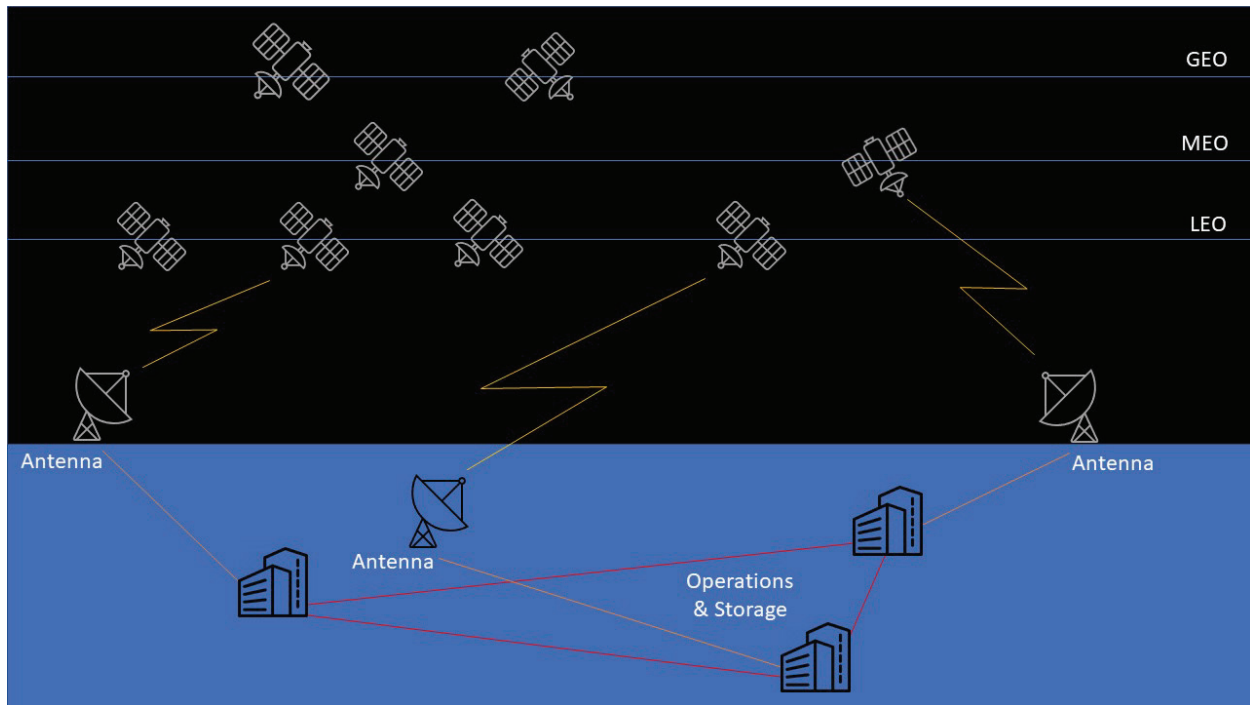 GEO
MEO
LEO
Antenna
Antenna
Antenna
Operations
& Storage